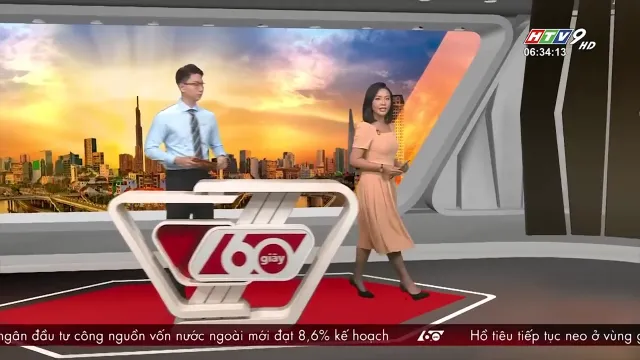 HTV9 HD
06:34:13
60 giây
ngân đầu tư công nguồn vốn nước ngoài mới đạt 8,6% kế hoạch 60 Hồ tiêu tiếp tục neo ở vùng g